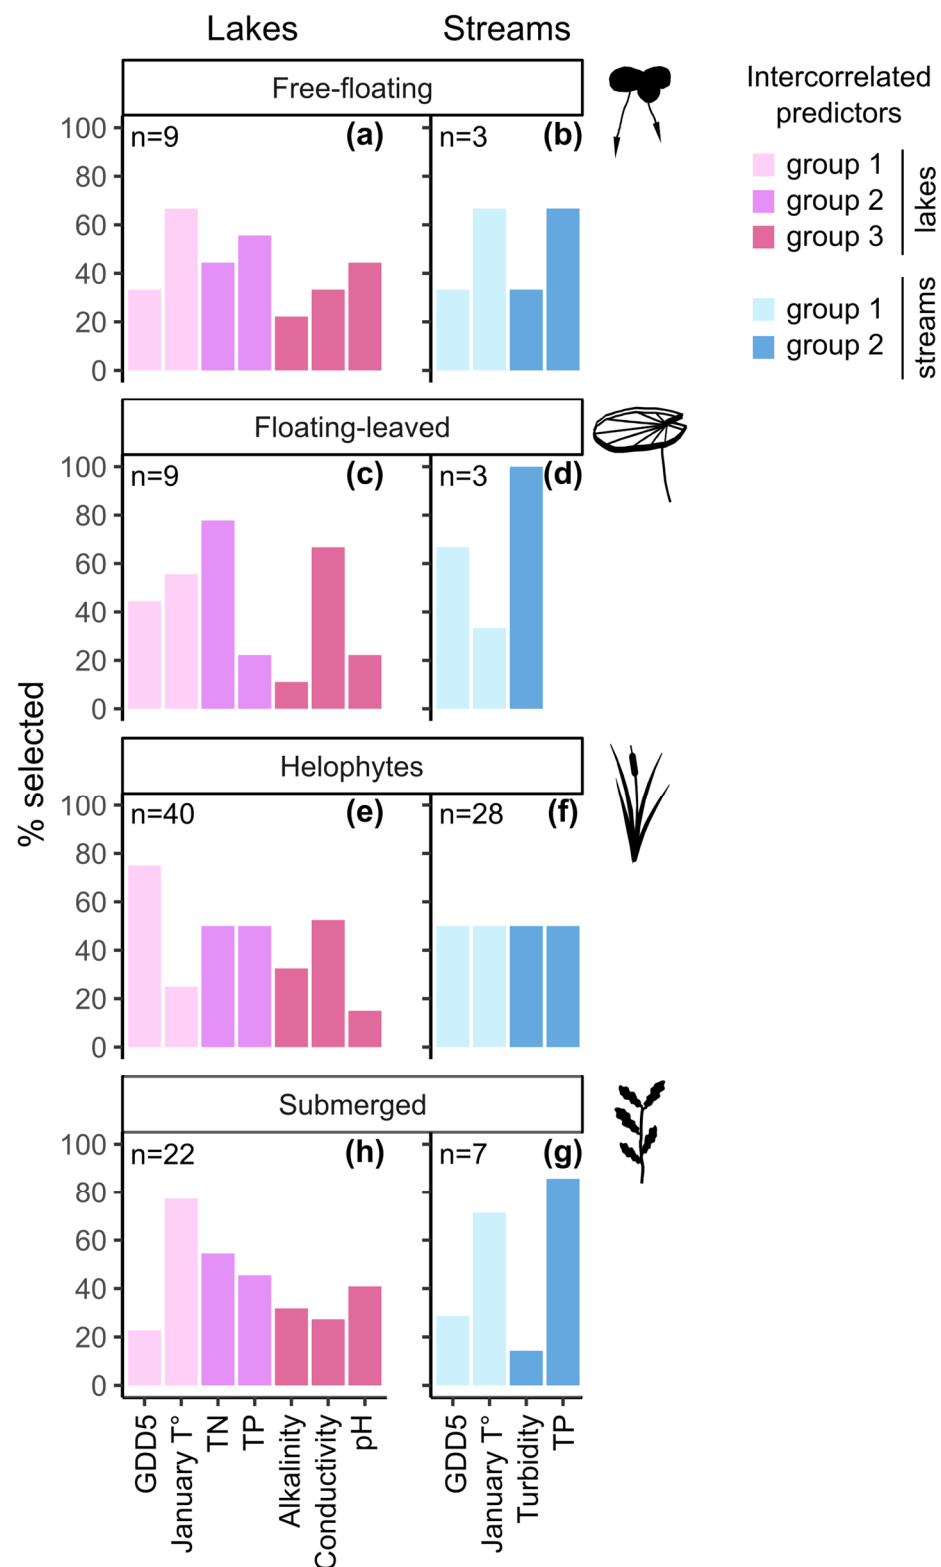 Lakes
Streams
Free-floating
Intercorrelated
predictors
group 1
group 2
group 3
lakes
group 1
group 2
streams
% selected
100
80
60
40
20
0
n=9
(a)
n=3
(b)
Floating-leaved
100
80
60
40
20
0
n=9
(c)
n=3
(d)
Helophytes
100
80
60
40
20
0
n=40
(e)
n=28
(f)
Submerged
100
80
60
40
20
0
n=22
(h)
n=7
(g)
GDD5
January T°
TN
TP
Alkalinity
Conductivity
pH
GDD5
January T°
Turbidity
TP